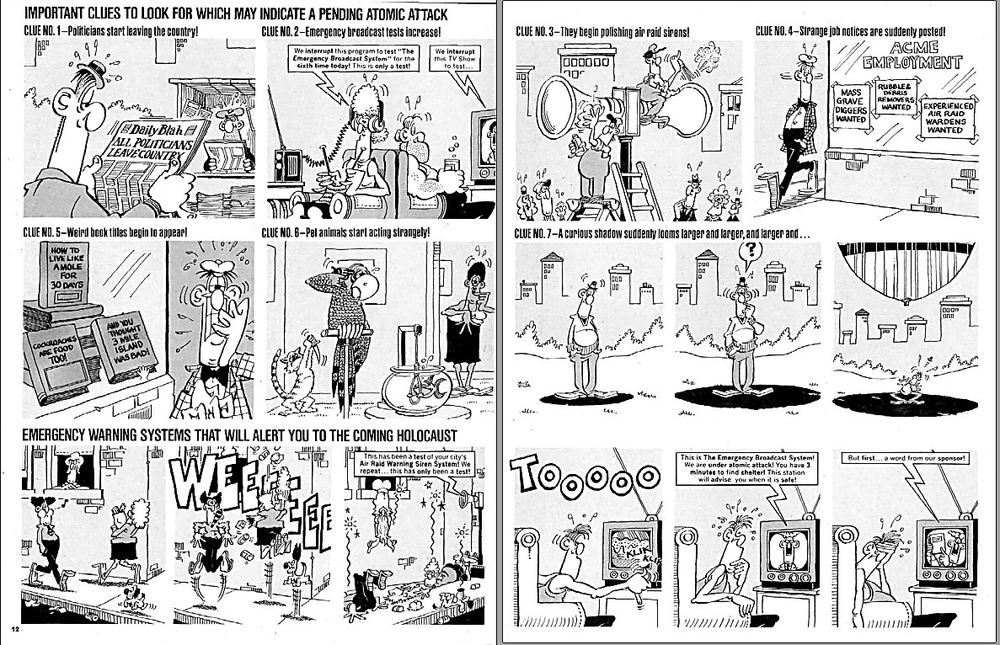 IMPORTANT CLUES TO LOOK FOR WHICH MAY INDICATE A PENDING ATOMIC ATTACK
CLUE NO. 1—Politicians start leaving the country!
Daily Blah
ALL POLITICIANS
LEAVE COUNTRY
CLUE NO. 2—Emergency broadcast tests increase!
We interrupt this program to test "The
Emergency Broadcast System" for the
sixth time today! This is only a test!
We interrupt
this TV Show
to test...
CLUE NO. 3—They begin polishing air raid sirens!
CLUE NO. 4—Strange job notices are suddenly posted!
ACME
EMPLOYMENT
MASS
GRAVE
DIGGERS
WANTED
RUBBLE &
DEBRIS
REMOVERS
WANTED
EXPERIENCED
AIR RAID
WARDENS
WANTED
CLUE NO. 5—Weird book titles begin to appear!
HOW TO
LIVE LIKE
A MOLE
FOR
30 DAYS
COCKROACHES
ARE FOOD
TOO!
AND YOU
THOUGHT
3 MILE
ISLAND
WAS BAD!
CLUE NO. 6—Pet animals start acting strangely!
CLUE NO. 7—A curious shadow suddenly looms larger and larger, and larger and...
?
EMERGENCY WARNING SYSTEMS THAT WILL ALERT YOU TO THE COMING HOLOCAUST
This has been a test of your city's
Air Raid Warning Siren System! We
repeat...this has only been a test!
TOOOOO
KLIK
This is The Emergency Broadcast System!
We are under atomic attack! You have 3
minutes to find shelter! This station
will advise you when it is safe!
But first... a word from our sponsor!
12